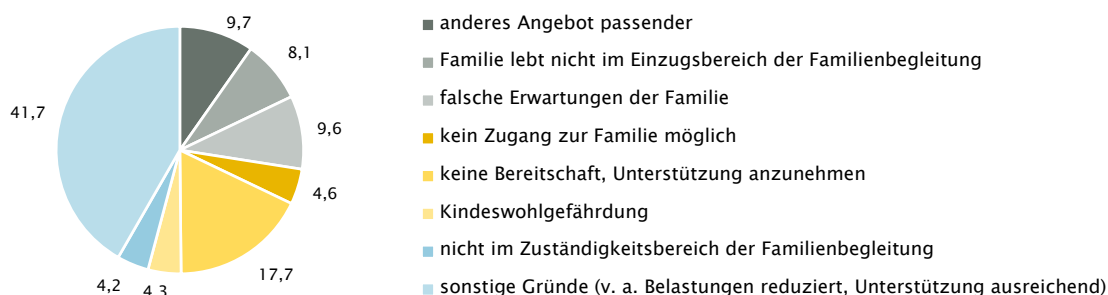 9,7
8,1
9,6
4,6
17,7
4,3
4,2
41,7
anderes Angebot passender
Familie lebt nicht im Einzugsbereich der Familienbegleitung
falsche Erwartungen der Familie
kein Zugang zur Familie möglich
keine Bereitschaft, Unterstützung anzunehmen
Kindeswohlgefährdung
nicht im Zuständigkeitsbereich der Familienbegleitung
sonstige Gründe (v. a. Belastungen reduziert, Unterstützung ausreichend)